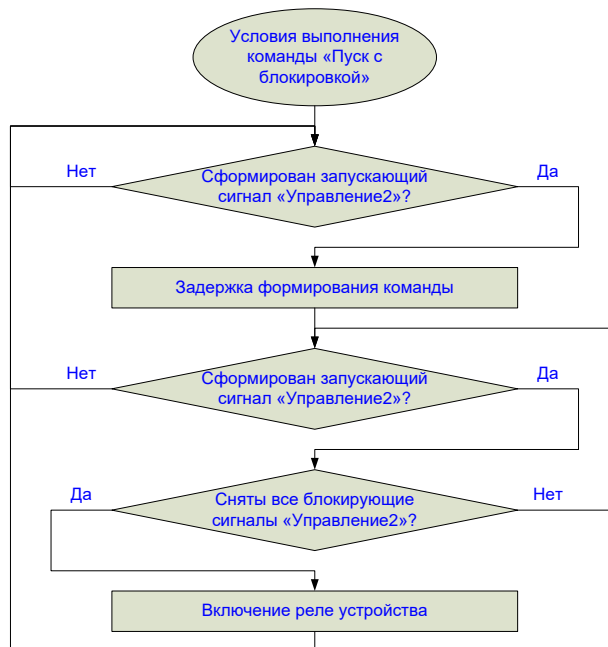 Условия выполнения
команды «Пуск с
блокировкой»
Нет
Сформирован запускающий
сигнал «Управление2»?
Да
Задержка формирования команды
Нет
Сформирован запускающий
сигнал «Управление2»?
Да
Да
Сняты все блокирующие
сигналы «Управление2»?
Нет
Включение реле устройства